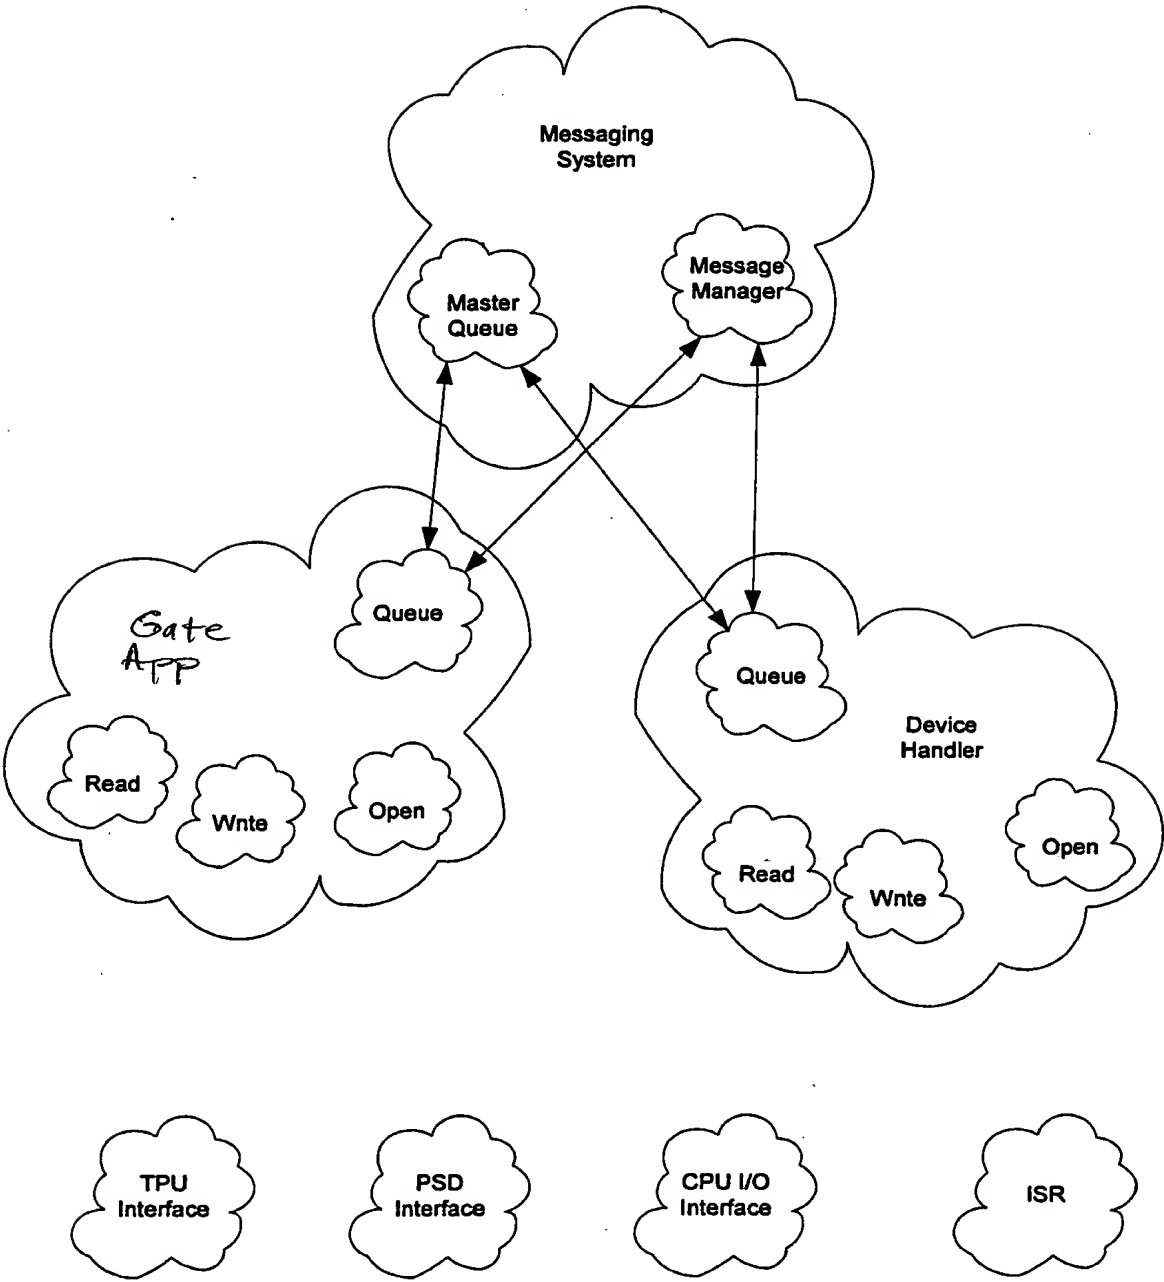 Messaging
System
Message
Manager
Master
Queue
Queue
Gate
App
Queue
Device
Handler
Read
Wnte
Open
Read
Wnte
Open
TPU
Interface
PSD
Interface
CPU I/O
Interface
ISR